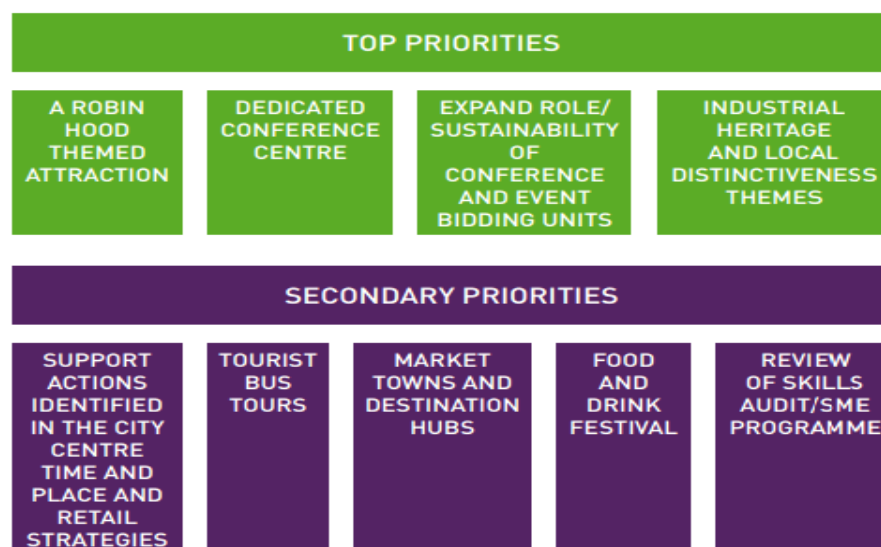 TOP PRIORITIES
A ROBIN
HOOD
THEMED
ATTRACTION
DEDICATED
CONFERENCE
CENTRE
EXPAND ROLE/
SUSTAINABILITY
OF
CONFERENCE
AND EVENT
BIDDING UNITS
INDUSTRIAL
HERITAGE
AND LOCAL
DISTINCTIVENESS
THEMES
SECONDARY PRIORITIES
SUPPORT
ACTIONS
IDENTIFIED
IN THE CITY
CENTRE
TIME AND
PLACE AND
RETAIL
STRATEGIES
TOURIST
BUS
TOURS
MARKET
TOWNS AND
DESTINATION
HUBS
FOOD
AND
DRINK
FESTIVAL
REVIEW
OF SKILLS
AUDIT/SME
PROGRAMME